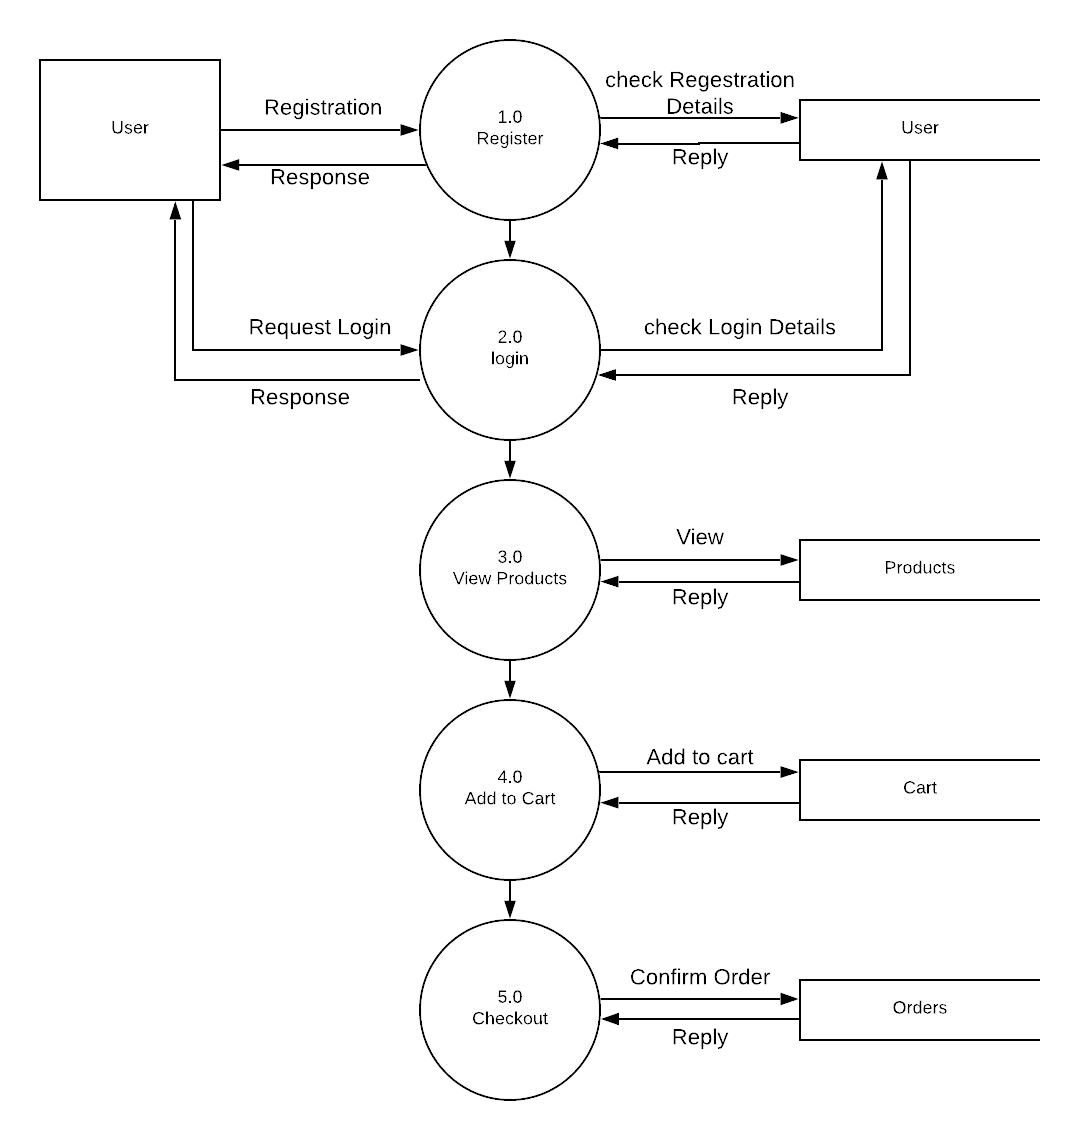 User
Registration
Response
1.0
Register
check Regestration
Details
Reply
User
Request Login
Response
2.0
login
check Login Details
Reply
3.0
View Products
View
Reply
Products
4.0
Add to Cart
Add to cart
Reply
Cart
5.0
Checkout
Confirm Order
Reply
Orders